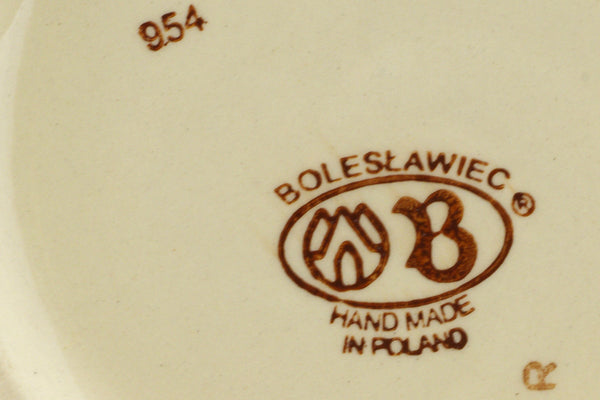 954
BOLESŁAWIEC ®
B
HAND MADE
IN POLAND
R